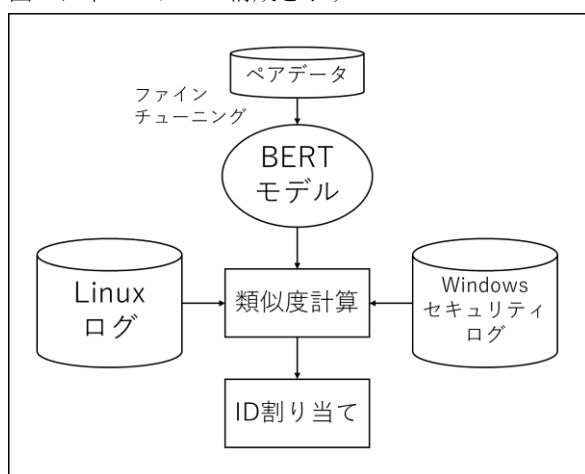 ペアデータ
ファイン
チューニング
BERT
モデル
Linux
ログ
類似度計算
Windows
セキュリティ
ログ
ID割り当て